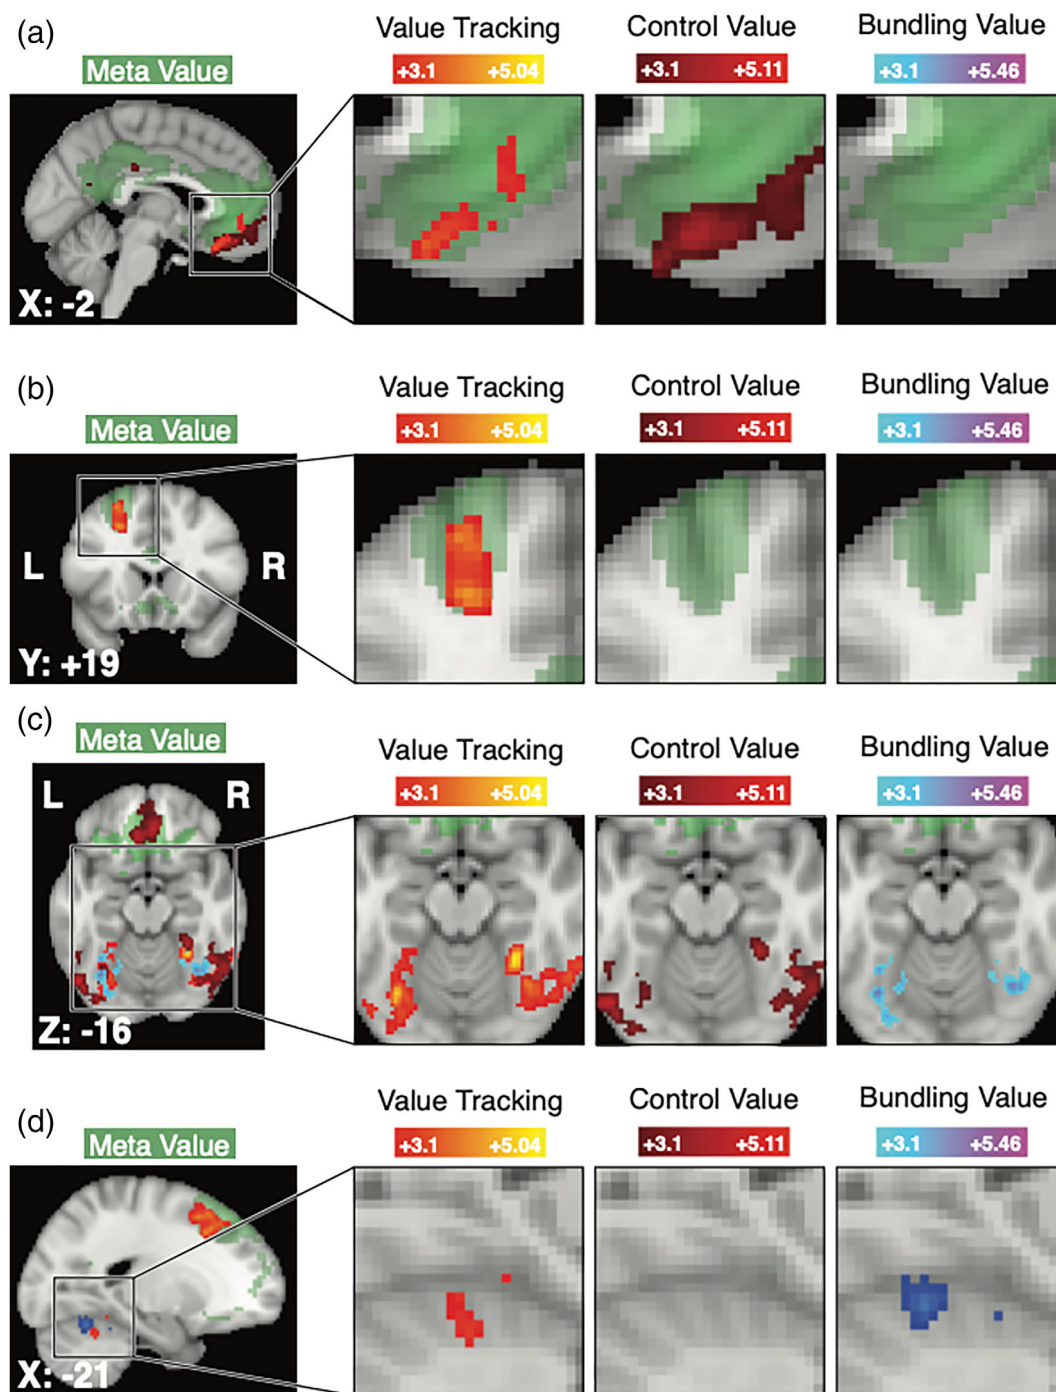 (a)
Meta Value
Value Tracking
Control Value
Bundling Value
+3.1 +5.04
+3.1 +5.11
+3.1 +5.46
X: -2
(b)
Meta Value
Value Tracking
Control Value
Bundling Value
+3.1 +5.04
+3.1 +5.11
+3.1 +5.46
L R
Y: +19
(c)
Meta Value
Value Tracking
Control Value
Bundling Value
+3.1 +5.04
+3.1 +5.11
+3.1 +5.46
L R
Z: -16
(d)
Meta Value
Value Tracking
Control Value
Bundling Value
+3.1 +5.04
+3.1 +5.11
+3.1 +5.46
X: -21